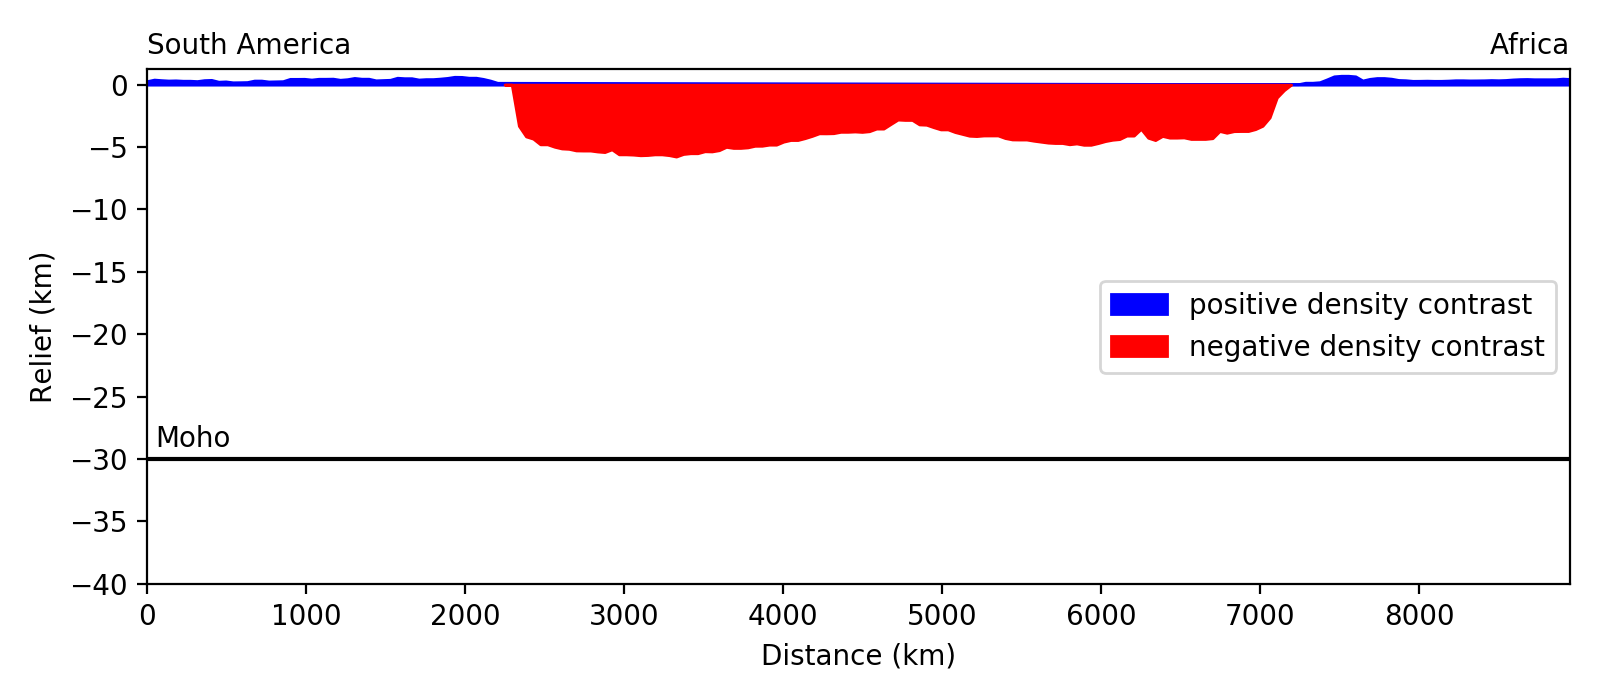 South America
Africa
0
−5
−10
−15
−20
−25
−30
−35
−40
Relief (km)
positive density contrast
negative density contrast
Moho
0 1000 2000 3000 4000 5000 6000 7000 8000
Distance (km)